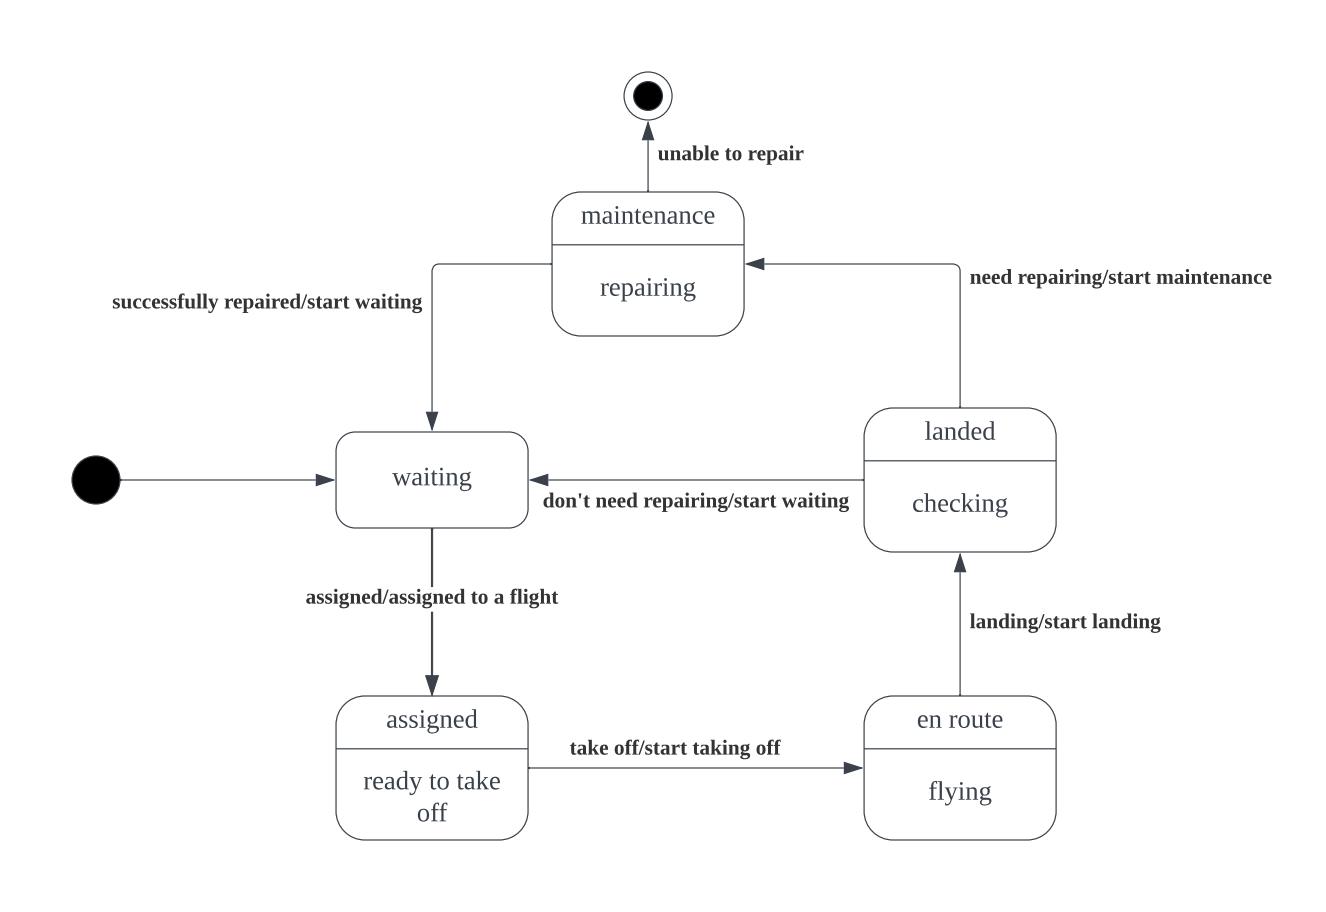 unable to repair
maintenance
repairing
need repairing/start maintenance
successfully repaired/start waiting
landed
checking
waiting
don't need repairing/start waiting
assigned/assigned to a flight
landing/start landing
assigned
ready to take
off
take off/start taking off
en route
flying